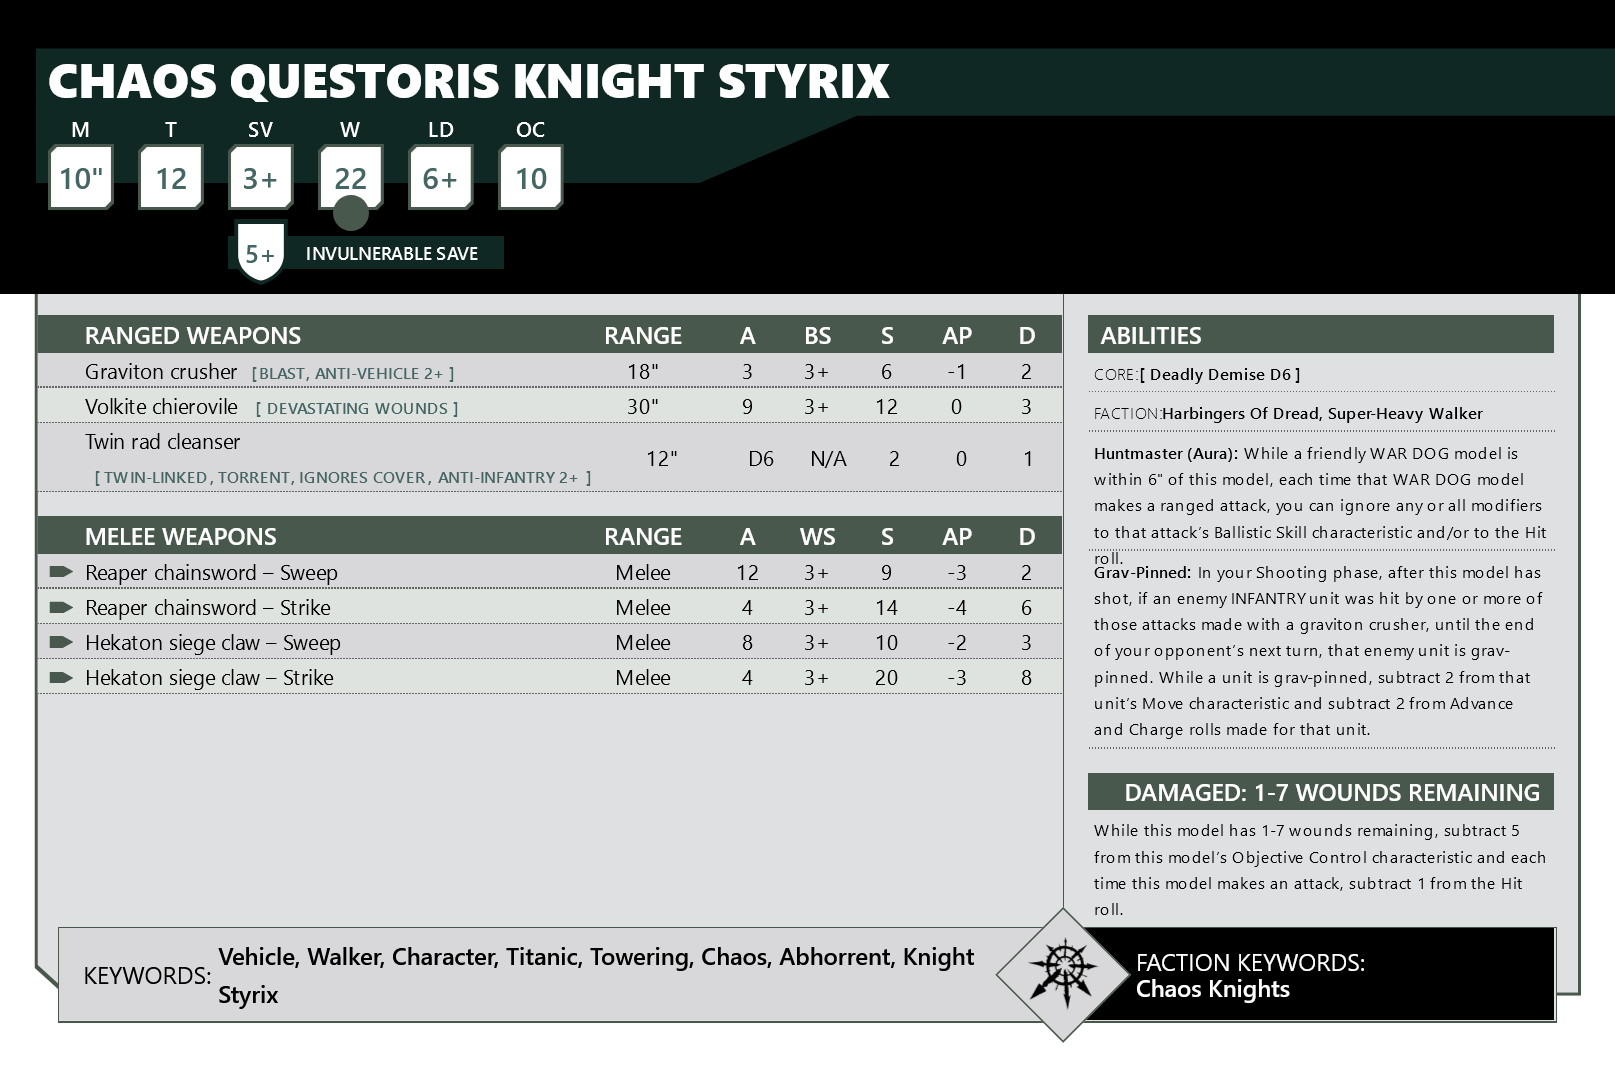 CHAOS QUESTORIS KNIGHT STYRIX
M T SV W LD OC
10" 12 3+ 22 6+ 10
5+ INVULNERABLE SAVE
RANGED WEAPONS RANGE A BS S AP D
Graviton crusher [BLAST, ANTI-VEHICLE 2+ ] 18" 3 3+ 6 -1 2
Volkite chierovile [ DEVASTATING WOUNDS ] 30" 9 3+ 12 0 3
Twin rad cleanser
[ TWIN-LINKED, TORRENT, IGNORES COVER, ANTI-INFANTRY 2+ ] 12" D6 N/A 2 0 1
MELEE WEAPONS RANGE A WS S AP D
Reaper chainsword – Sweep Melee 12 3+ 9 -3 2
Reaper chainsword – Strike Melee 4 3+ 14 -4 6
Hekaton siege claw – Sweep Melee 8 3+ 10 -2 3
Hekaton siege claw – Strike Melee 4 3+ 20 -3 8
ABILITIES
CORE:[ Deadly Demise D6 ]
FACTION:Harbingers Of Dread, Super-Heavy Walker
Huntmaster (Aura): While a friendly WAR DOG model is
within 6" of this model, each time that WAR DOG model
makes a ranged attack, you can ignore any or all modifiers
to that attack's Ballistic Skill characteristic and/or to the Hit
roll.
Grav-Pinned: In your Shooting phase, after this model has
shot, if an enemy INFANTRY unit was hit by one or more of
those attacks made with a graviton crusher, until the end
of your opponent's next turn, that enemy unit is grav-
pinned. While a unit is grav-pinned, subtract 2 from that
unit's Move characteristic and subtract 2 from Advance
and Charge rolls made for that unit.
DAMAGED: 1-7 WOUNDS REMAINING
While this model has 1-7 wounds remaining, subtract 5
from this model's Objective Control characteristic and each
time this model makes an attack, subtract 1 from the Hit
roll.
KEYWORDS: Vehicle, Walker, Character, Titanic, Towering, Chaos, Abhorrent, Knight
Styrix
FACTION KEYWORDS:
Chaos Knights